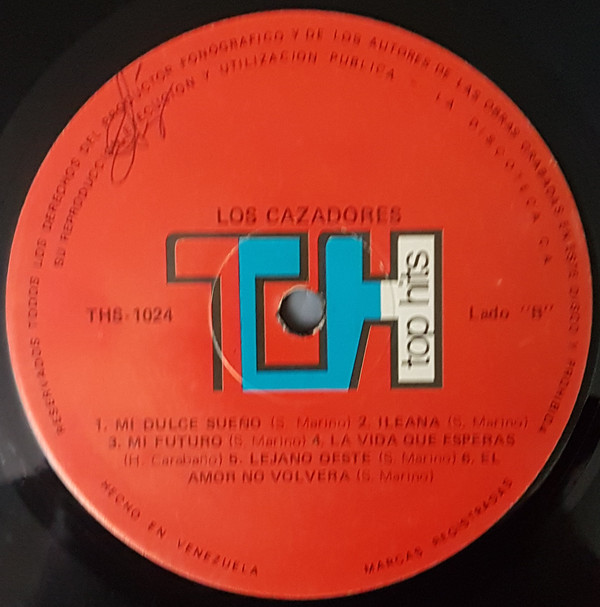 RESERVADOS TODOS LOS DERECHOS DEL PRODUCTOR FONOGRAFICO Y DE LOS AUTORES DE LAS OBRAS GRABADAS EN ESTE DISCO Y PROHIBIDA
SU REPRODUCCION EJECUCION Y UTILIZACION PUBLICA - LA DISCOTECA C.A.
LOS CAZADORES
TH
top hits
THS-1024
Lado "B"
1. MI DULCE SUEÑO (S. Marino) 2. ILEANA (S. Marino)
3. MI FUTURO (S. Marino) 4. LA VIDA QUE ESPERAS
(H. Carabaño) 5. LEJANO OESTE (S. Marino) 6. EL
AMOR NO VOLVERA (S. Marino)
HECHO EN VENEZUELA
MARCAS REGISTRADAS